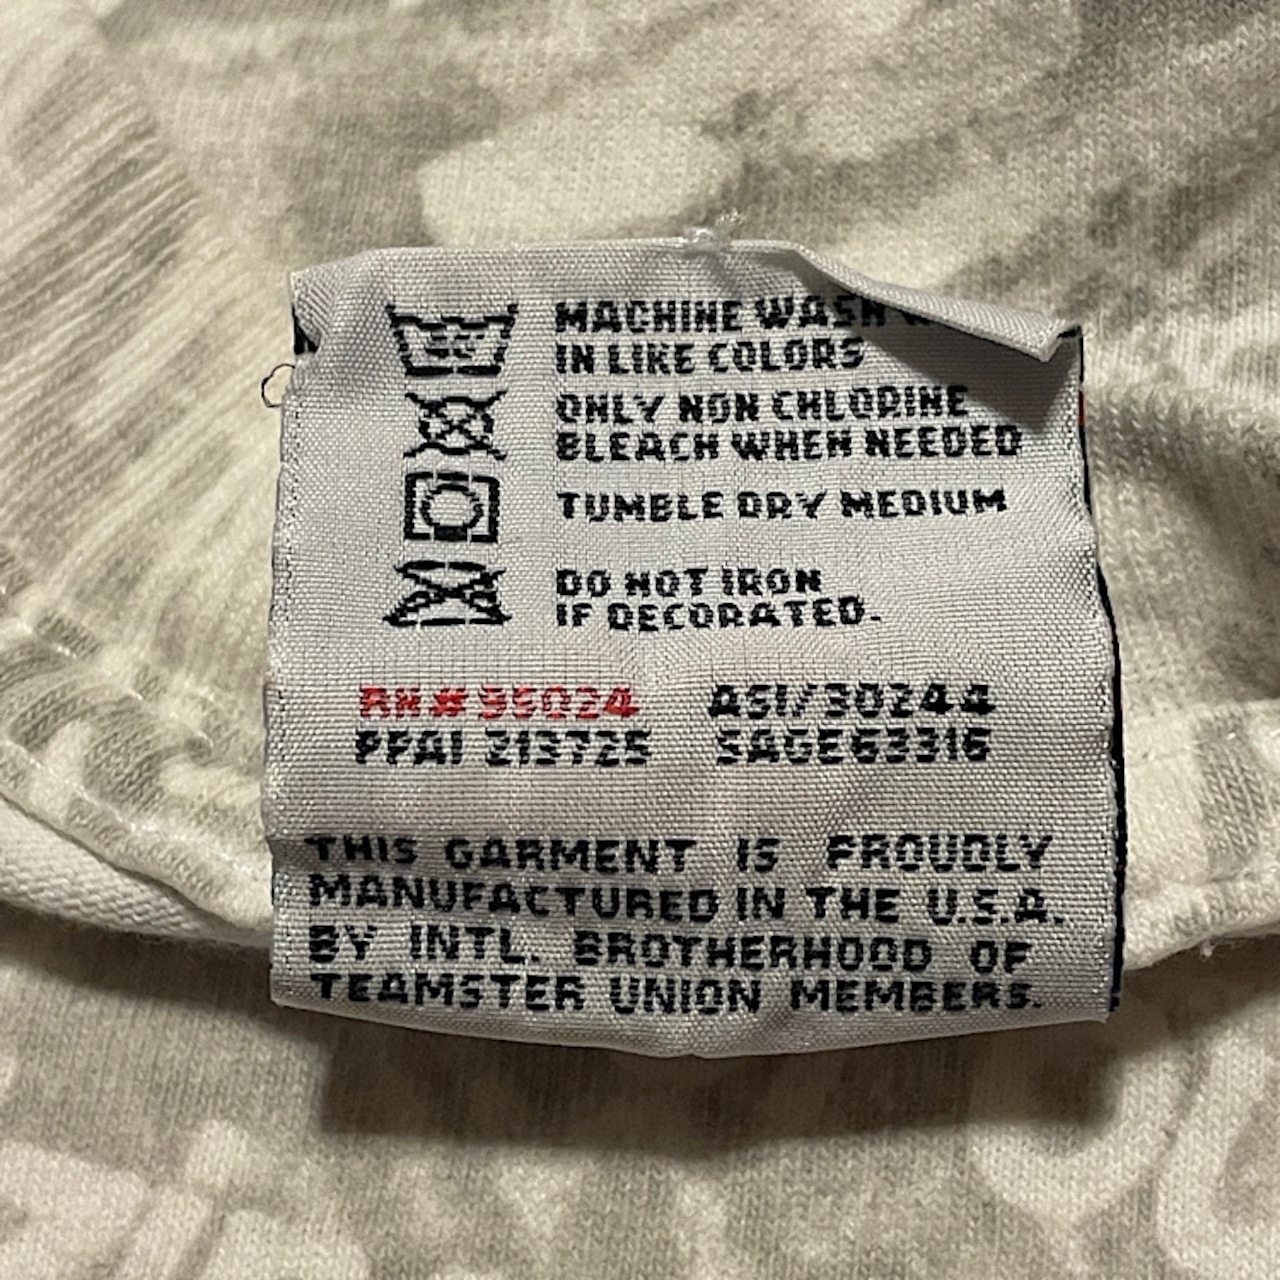 MACHINE WASH
IN LIKE COLORS
ONLY NON CHLORINE
BLEACH WHEN NEEDED
TUMBLE DRY MEDIUM
DO NOT IRON
IF DECORATED.
RN# 95024 ASI/30244
PPAI 213725 SAGE63316
THIS GARMENT IS PROUDLY
MANUFACTURED IN THE U.S.A.
BY INTL. BROTHERHOOD OF
TEAMSTER UNION MEMBERS.